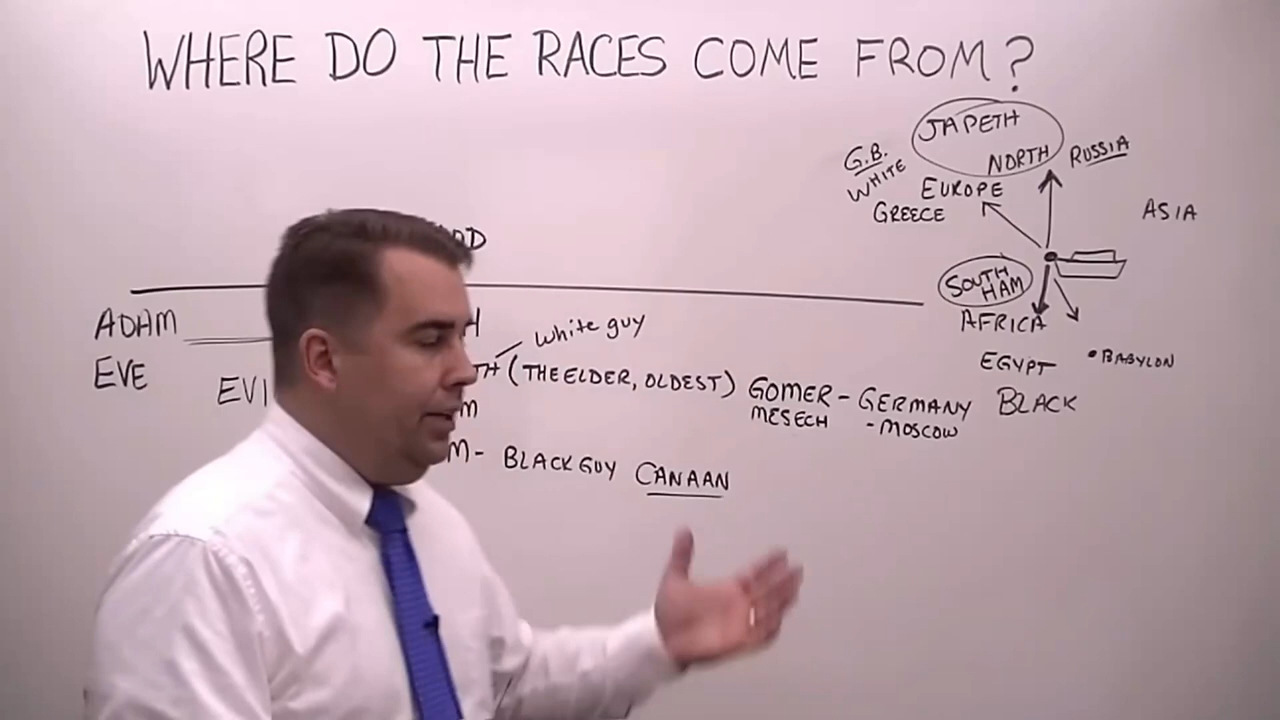 WHERE DO THE RACES COME FROM?
JAPETH
NORTH
RUSSIA
G.B.
WHITE
EUROPE
GREECE
ASIA
SOUTH
HAM
AFRICA
EGYPT
• BABYLON
BLACK
ADAM
EVE
white guy
(THE ELDER, OLDEST)
GOMER - GERMANY
MESECH - MOSCOW
BLACK GUY CANAAN